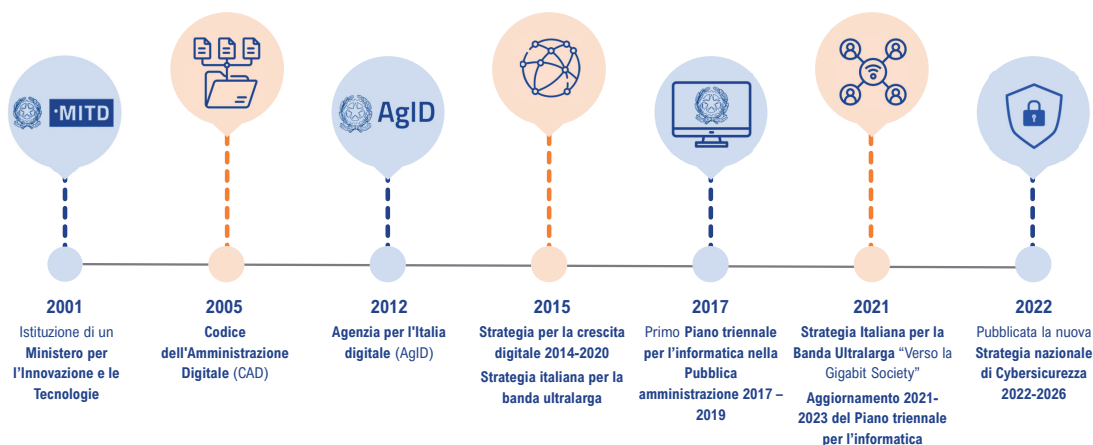 ·MITD
AgID
2001
Istituzione di un
Ministero per
l'Innovazione e le
Tecnologie
2005
Codice
dell'Amministrazione
Digitale (CAD)
2012
Agenzia per l'Italia
digitale (AgID)
2015
Strategia per la crescita
digitale 2014-2020
Strategia italiana per la
banda ultralarga
2017
Primo Piano triennale
per l’informatica nella
Pubblica
amministrazione 2017 –
2019
2021
Strategia Italiana per la
Banda Ultralarga “Verso la
Gigabit Society”
Aggiornamento 2021-
2023 del Piano triennale
per l’informatica
2022
Pubblicata la nuova
Strategia nazionale
di Cybersicurezza
2022-2026